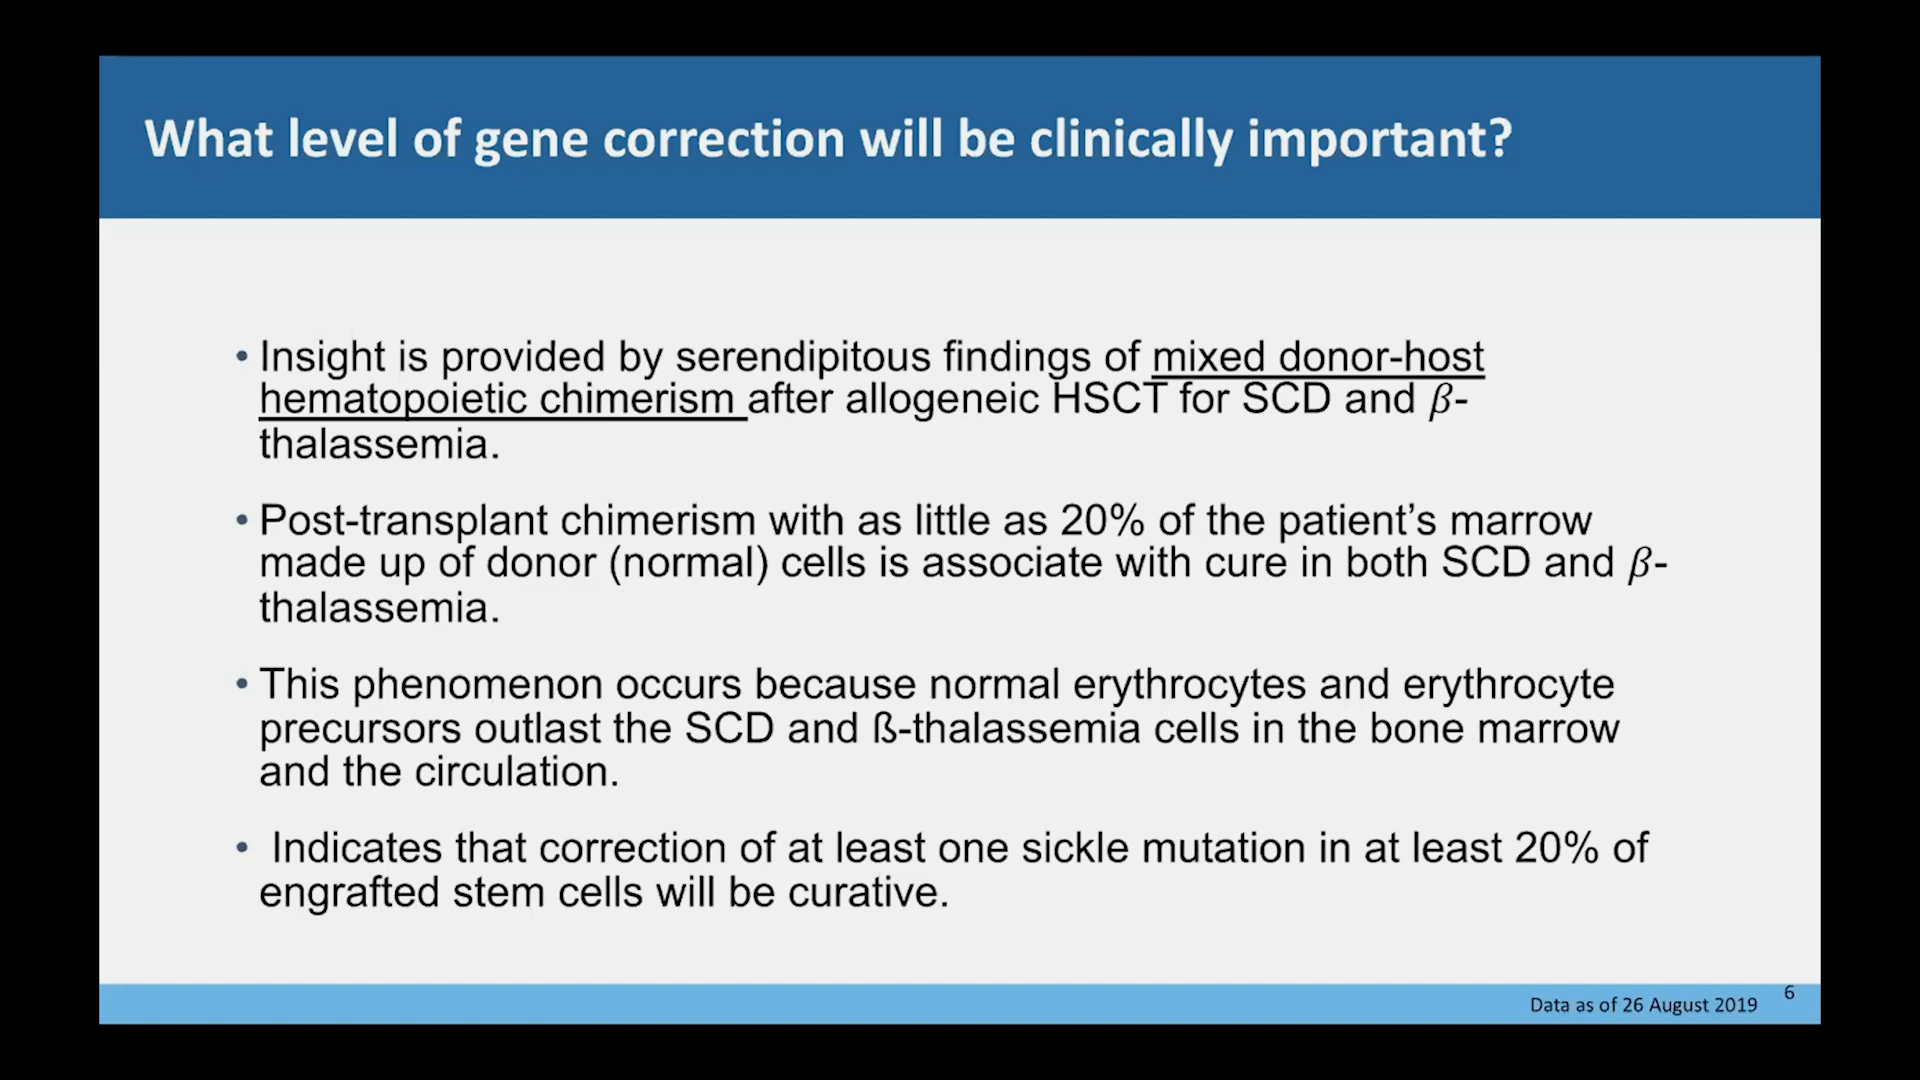 What level of gene correction will be clinically important?
• Insight is provided by serendipitous findings of mixed donor-host
hematopoietic chimerism after allogeneic HSCT for SCD and 𝛽-
thalassemia.
• Post-transplant chimerism with as little as 20% of the patient’s marrow
made up of donor (normal) cells is associate with cure in both SCD and 𝛽-
thalassemia.
• This phenomenon occurs because normal erythrocytes and erythrocyte
precursors outlast the SCD and ß-thalassemia cells in the bone marrow
and the circulation.
• Indicates that correction of at least one sickle mutation in at least 20% of
engrafted stem cells will be curative.
Data as of 26 August 2019
6